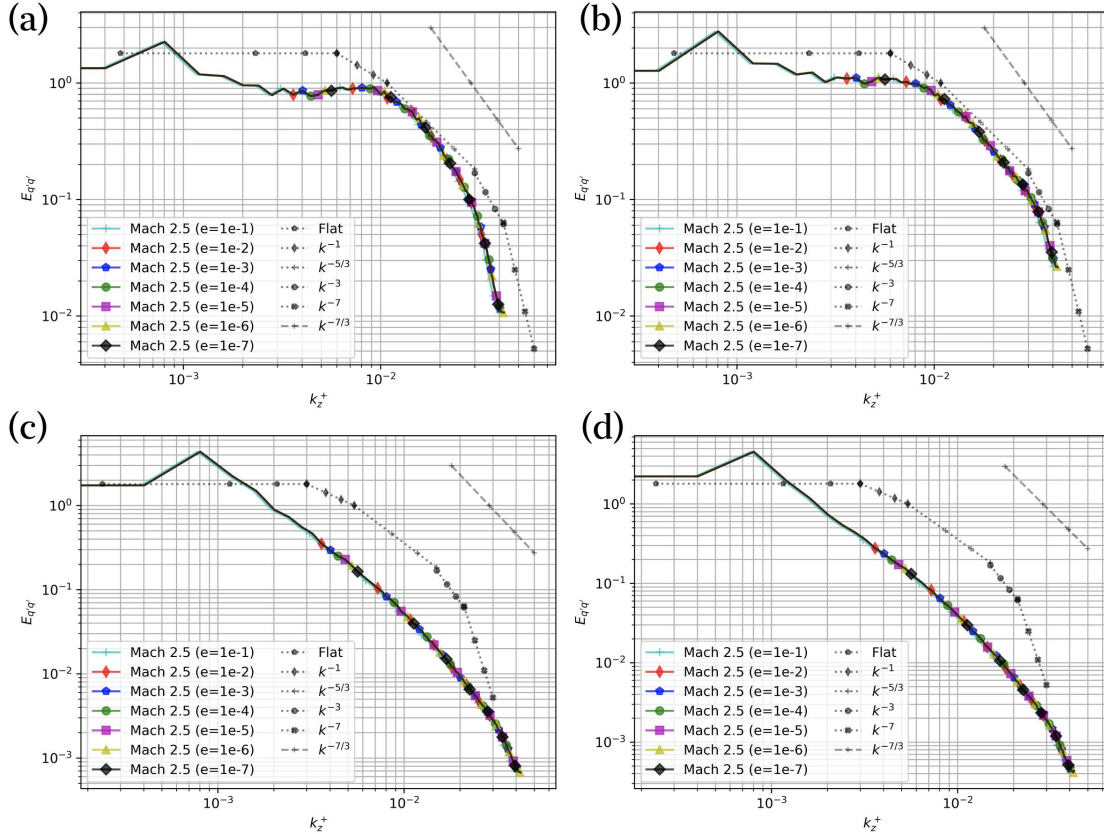 (a)
10⁰
10⁻¹
10⁻²
E_{q'q'}
Mach 2.5 (e=1e-1)
Mach 2.5 (e=1e-2)
Mach 2.5 (e=1e-3)
Mach 2.5 (e=1e-4)
Mach 2.5 (e=1e-5)
Mach 2.5 (e=1e-6)
Mach 2.5 (e=1e-7)
Flat
k⁻¹
k^{-5/3}
k⁻³
k⁻⁷
k^{-7/3}
10⁻³
10⁻²
k_z^+
(b)
10⁰
10⁻¹
10⁻²
E_{q'q'}
Mach 2.5 (e=1e-1)
Mach 2.5 (e=1e-2)
Mach 2.5 (e=1e-3)
Mach 2.5 (e=1e-4)
Mach 2.5 (e=1e-5)
Mach 2.5 (e=1e-6)
Mach 2.5 (e=1e-7)
Flat
k⁻¹
k^{-5/3}
k⁻³
k⁻⁷
k^{-7/3}
10⁻³
10⁻²
k_z^+
(c)
10⁰
10⁻¹
10⁻²
10⁻³
E_{q'q'}
Mach 2.5 (e=1e-1)
Mach 2.5 (e=1e-2)
Mach 2.5 (e=1e-3)
Mach 2.5 (e=1e-4)
Mach 2.5 (e=1e-5)
Mach 2.5 (e=1e-6)
Mach 2.5 (e=1e-7)
Flat
k⁻¹
k^{-5/3}
k⁻³
k⁻⁷
k^{-7/3}
10⁻³
10⁻²
k_z^+
(d)
10⁰
10⁻¹
10⁻²
10⁻³
E_{q'q'}
Mach 2.5 (e=1e-1)
Mach 2.5 (e=1e-2)
Mach 2.5 (e=1e-3)
Mach 2.5 (e=1e-4)
Mach 2.5 (e=1e-5)
Mach 2.5 (e=1e-6)
Mach 2.5 (e=1e-7)
Flat
k⁻¹
k^{-5/3}
k⁻³
k⁻⁷
k^{-7/3}
10⁻³
10⁻²
k_z^+